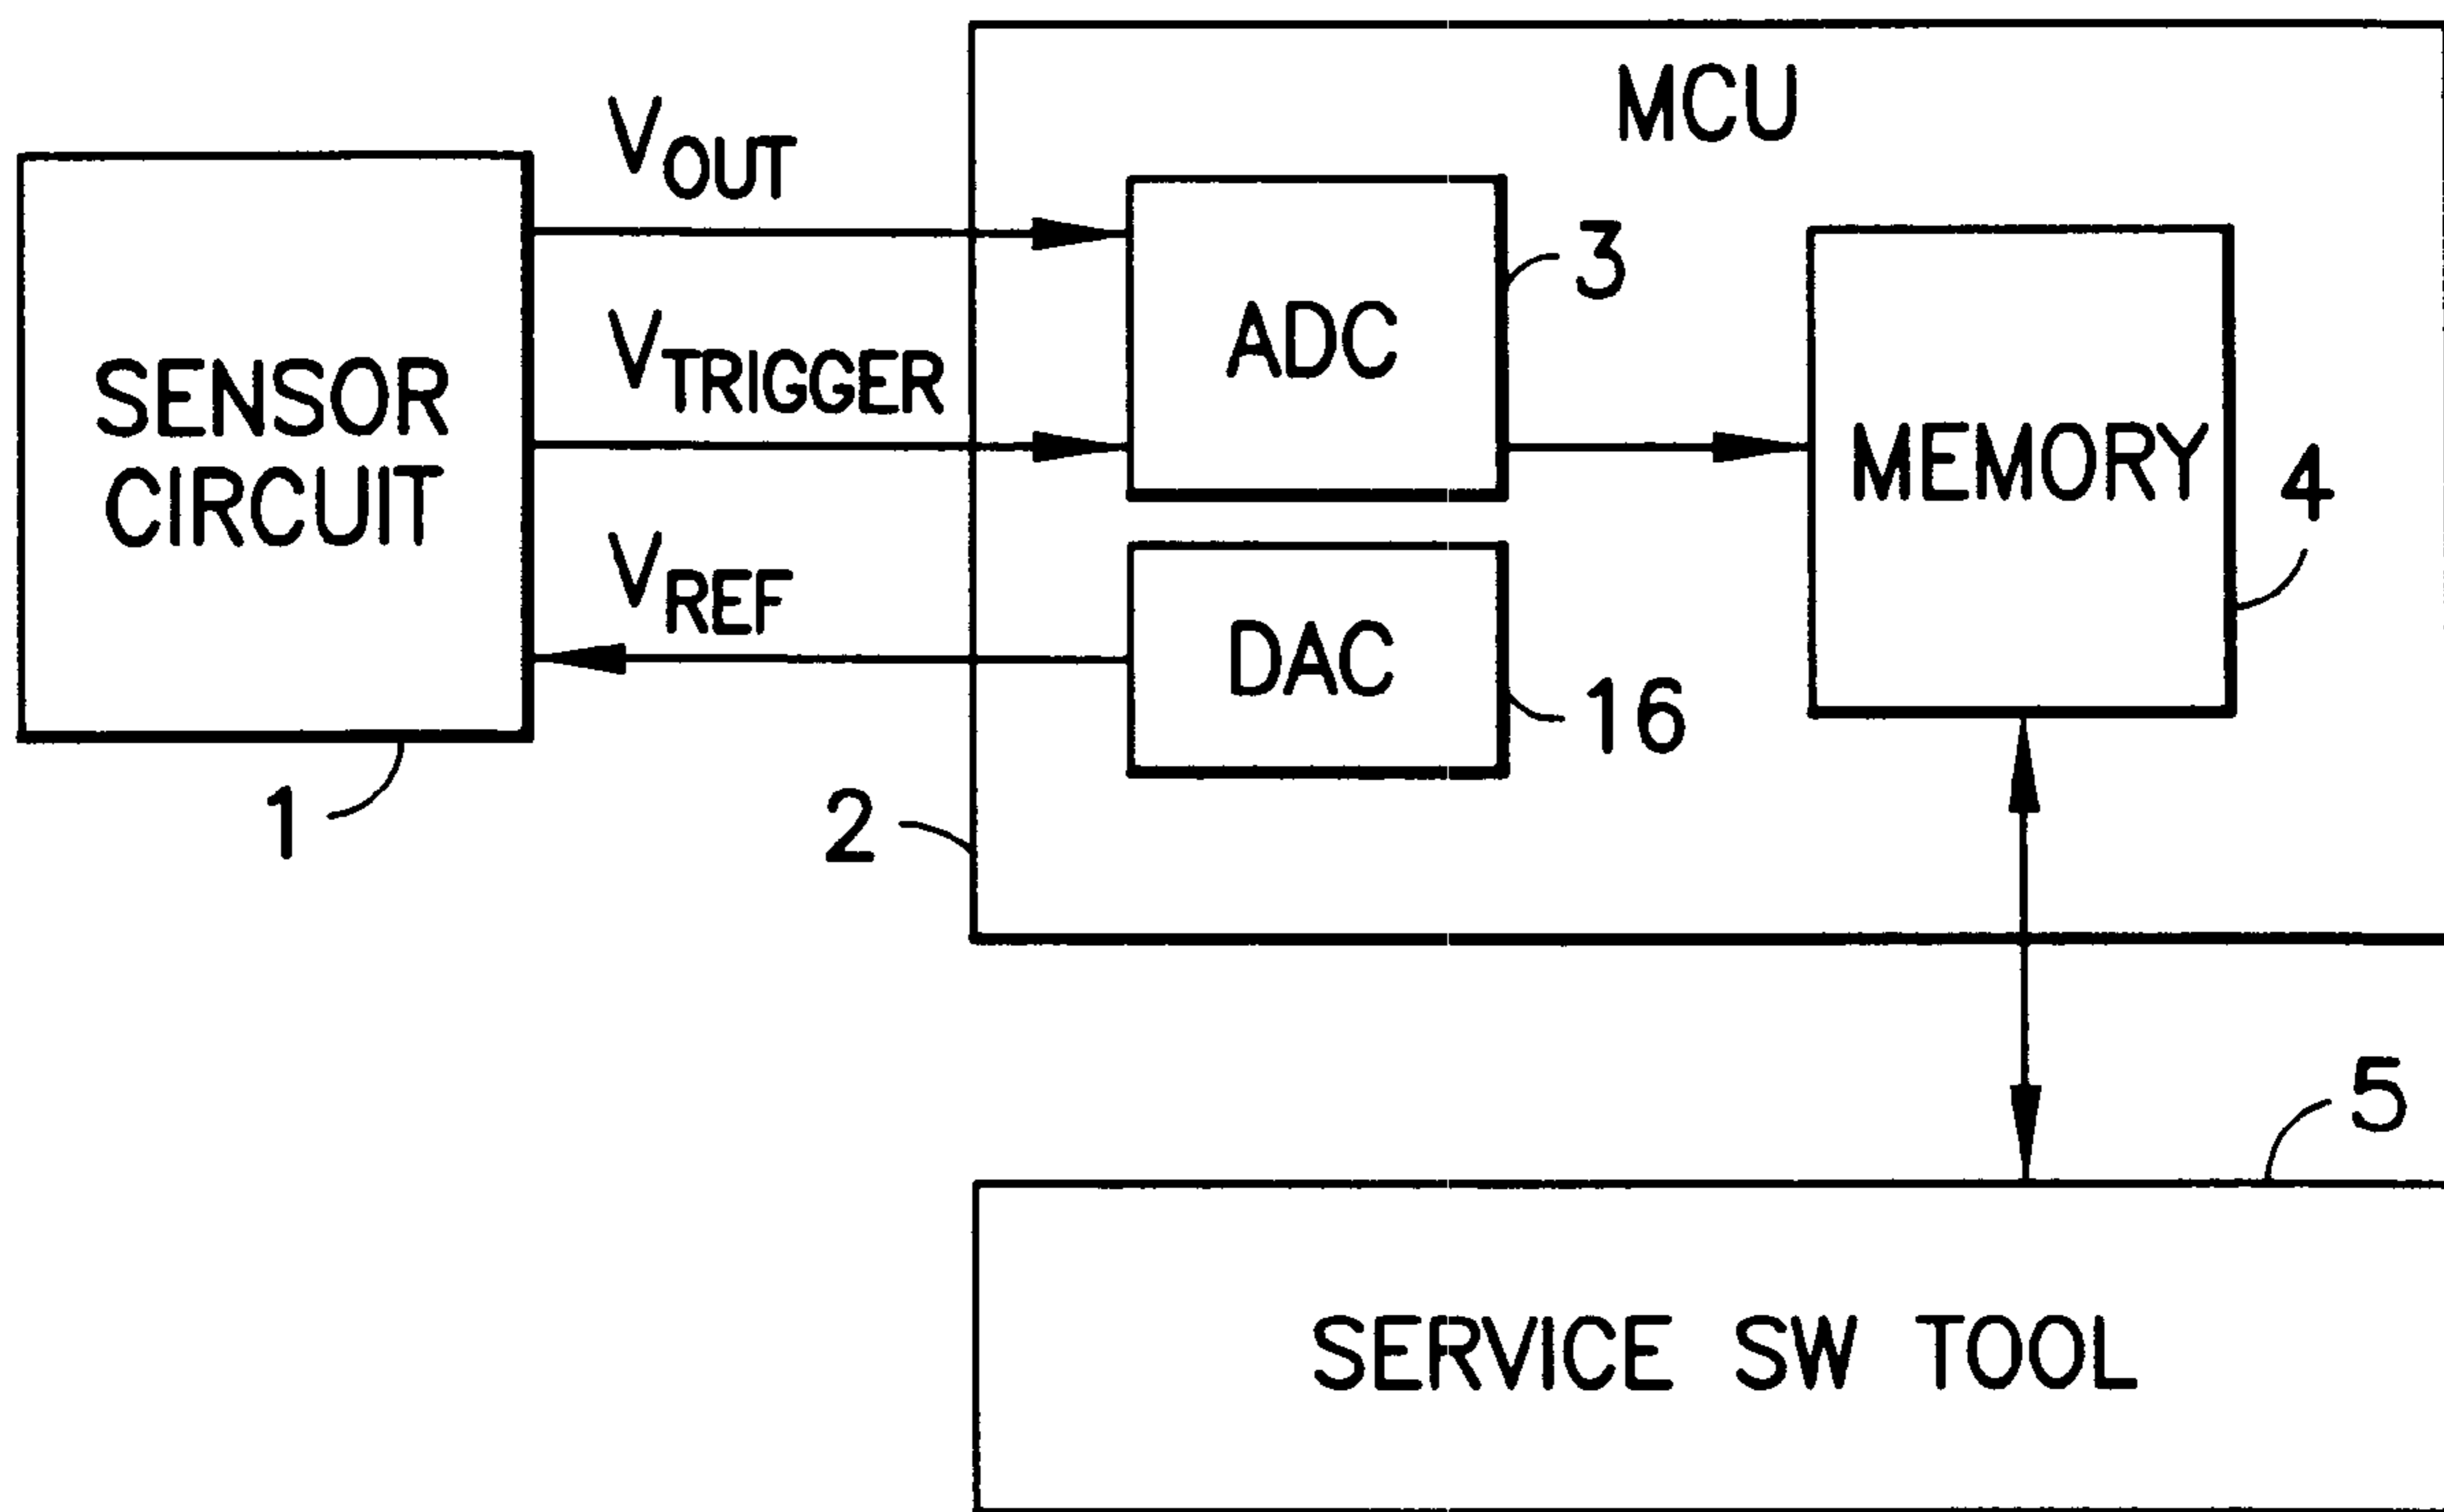 MCU
VOUT
ADC
3
SENSOR
CIRCUIT
VTRIGGER
MEMORY
4
VREF
DAC
16
1
2
5
SERVICE SW TOOL